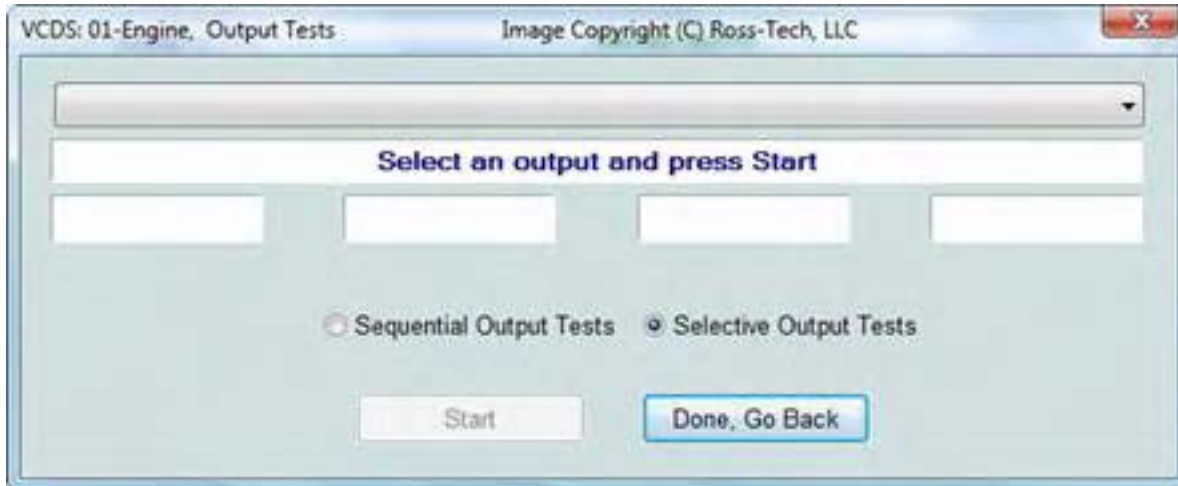 VCDS: 01-Engine, Output Tests Image Copyright (C) Ross-Tech, LLC
Select an output and press Start
Sequential Output Tests Selective Output Tests
Start Done, Go Back